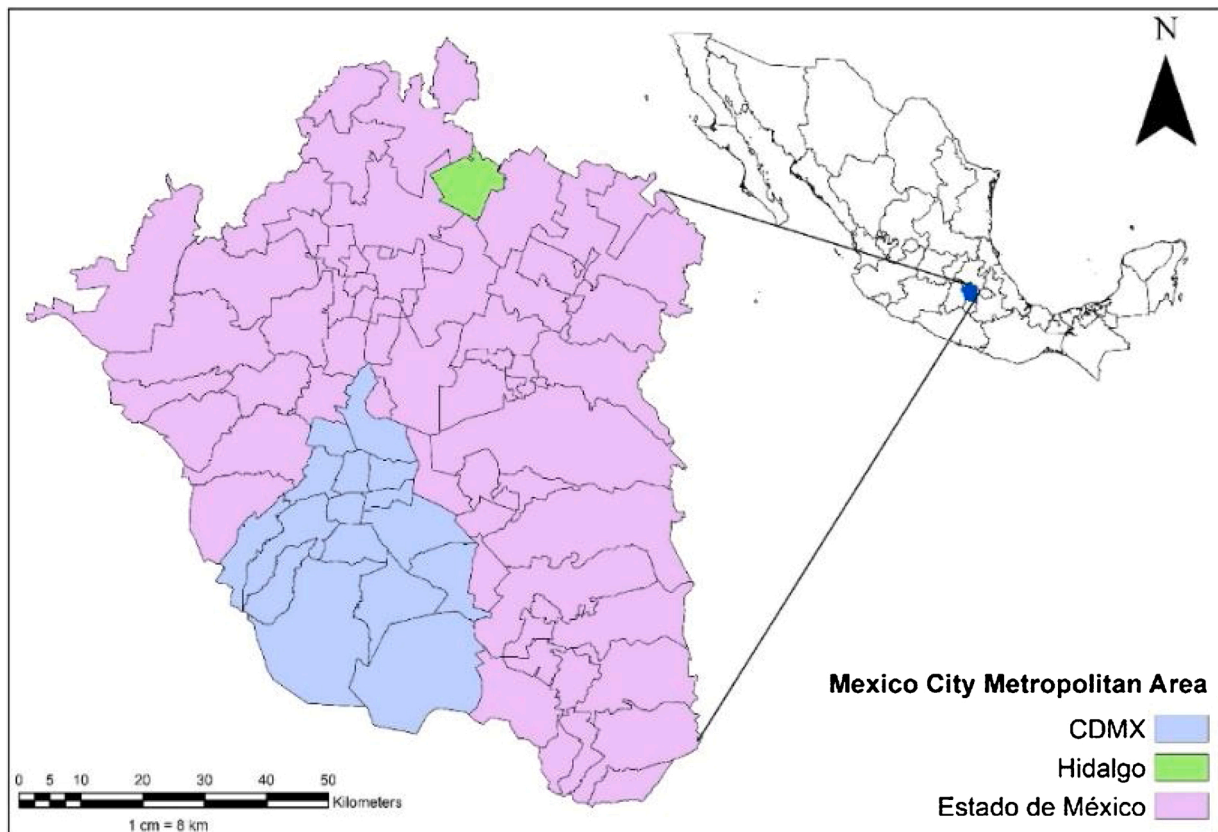 N
Mexico City Metropolitan Area
CDMX
Hidalgo
Estado de México
0 5 10 20 30 40 50
Kilometers
1 cm = 8 km